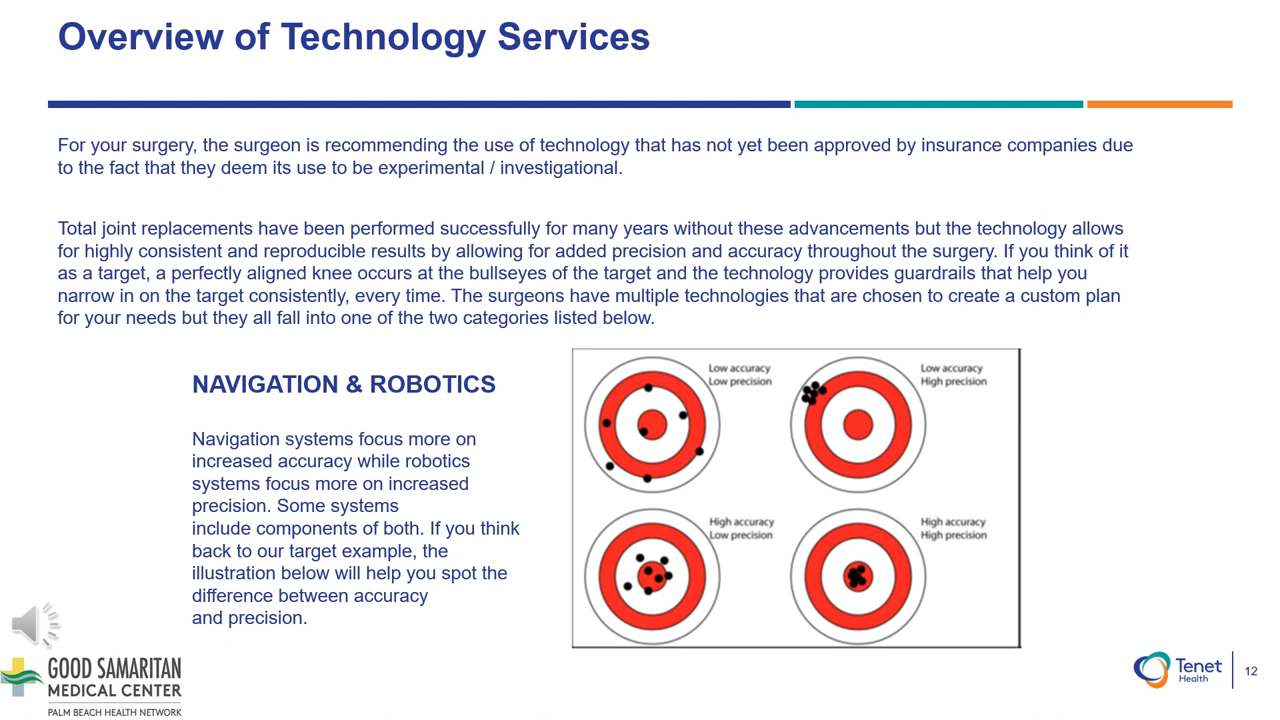 Overview of Technology Services
For your surgery, the surgeon is recommending the use of technology that has not yet been approved by insurance companies due
to the fact that they deem its use to be experimental / investigational.
Total joint replacements have been performed successfully for many years without these advancements but the technology allows
for highly consistent and reproducible results by allowing for added precision and accuracy throughout the surgery. If you think of it
as a target, a perfectly aligned knee occurs at the bullseyes of the target and the technology provides guardrails that help you
narrow in on the target consistently, every time. The surgeons have multiple technologies that are chosen to create a custom plan
for your needs but they all fall into one of the two categories listed below.
NAVIGATION & ROBOTICS
Navigation systems focus more on
increased accuracy while robotics
systems focus more on increased
precision. Some systems
include components of both. If you think
back to our target example, the
illustration below will help you spot the
difference between accuracy
and precision.
Low accuracy
Low precision
Low accuracy
High precision
High accuracy
Low precision
High accuracy
High precision
GOOD SAMARITAN
MEDICAL CENTER
PALM BEACH HEALTH NETWORK
Tenet
Health
12